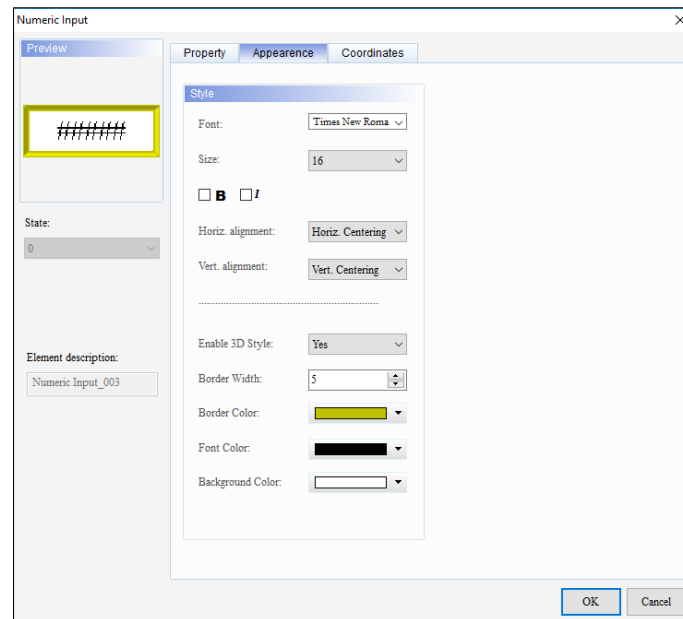 Numeric Input
Preview
##########
State:
0
Element description:
Numeric Input_003
Property Appearence Coordinates
Style
Font: Times New Roma
Size: 16
B I
Horiz. alignment: Horiz. Centering
Vert. alignment: Vert. Centering
Enable 3D Style: Yes
Border Width: 5
Border Color:
Font Color:
Background Color:
OK Cancel